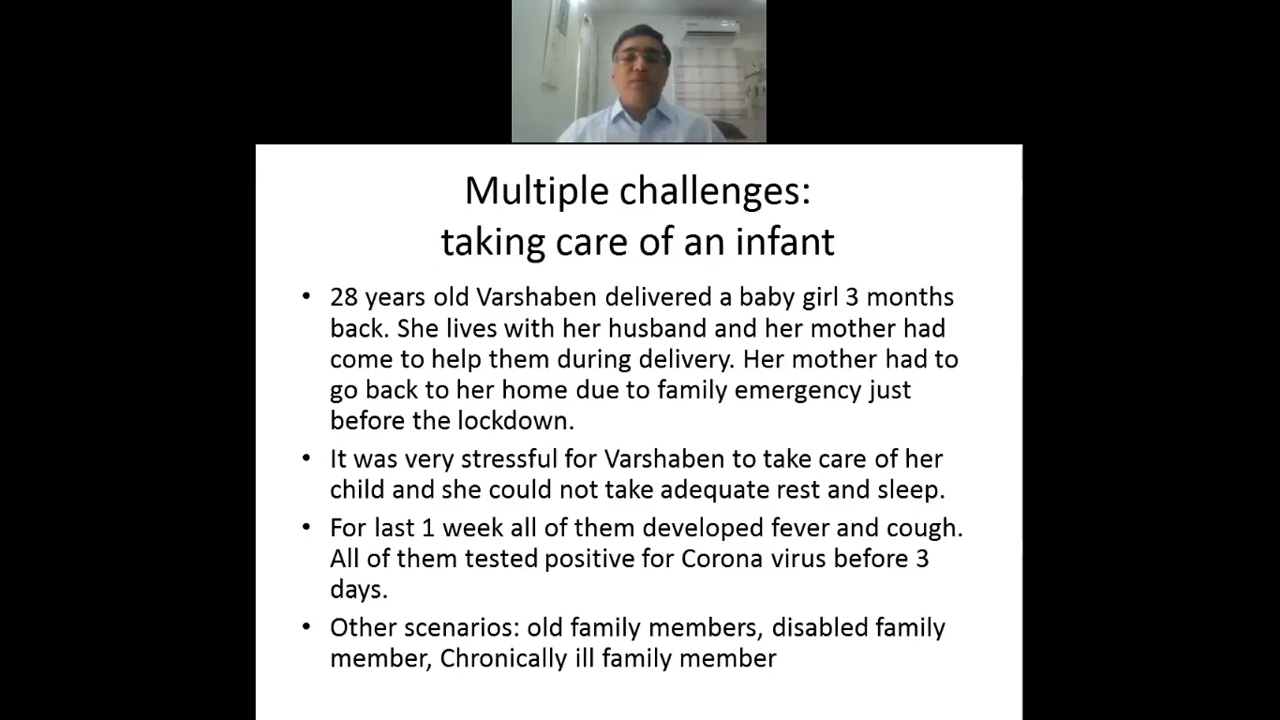 Multiple challenges:
taking care of an infant
• 28 years old Varshaben delivered a baby girl 3 months
back. She lives with her husband and her mother had
come to help them during delivery. Her mother had to
go back to her home due to family emergency just
before the lockdown.
• It was very stressful for Varshaben to take care of her
child and she could not take adequate rest and sleep.
• For last 1 week all of them developed fever and cough.
All of them tested positive for Corona virus before 3
days.
• Other scenarios: old family members, disabled family
member, Chronically ill family member